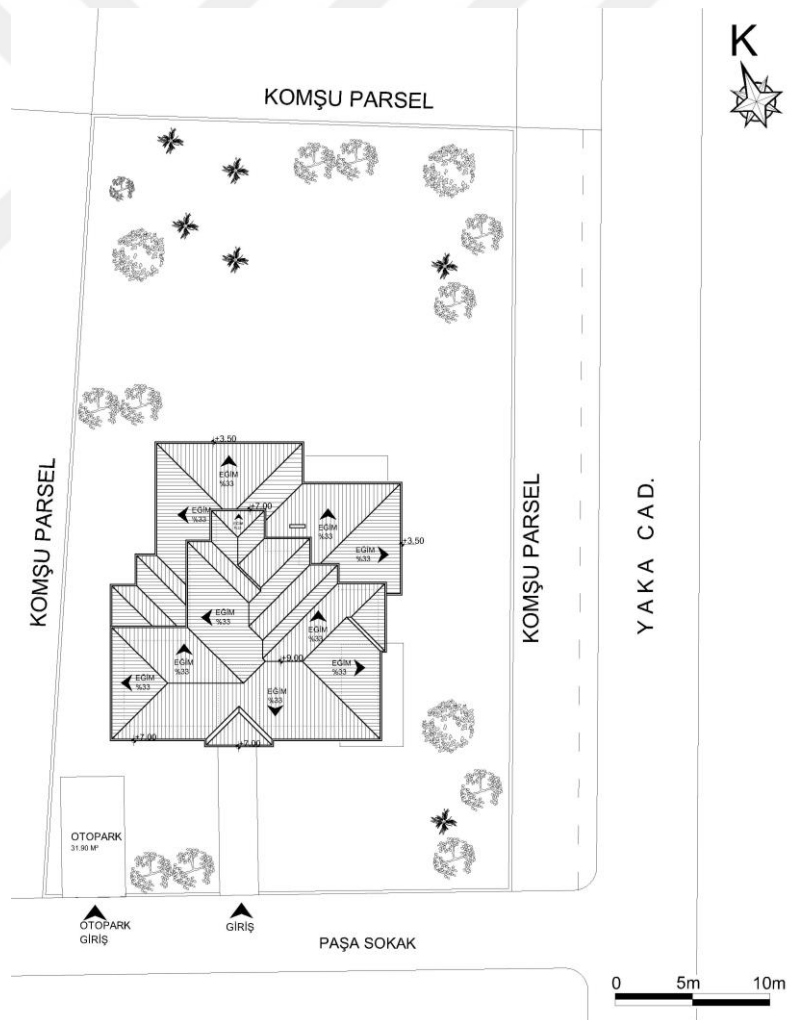 K
KOMŞU PARSEL
KOMŞU PARSEL
KOMŞU PARSEL
YAKA CAD.
+3.50
EĞİM
%33
EĞİM
%33
+7.00
EĞİM
%33
EĞİM
%33
+3,50
EĞİM
%33
EĞİM
%33
EĞİM
%33
EĞİM
%33
+9.00
EĞİM
%33
EĞİM
%33
EĞİM
%33
+7.00
+7.00
OTOPARK
31.90 M²
OTOPARK
GİRİŞ
GİRİŞ
PAŞA SOKAK
0 5m 10m